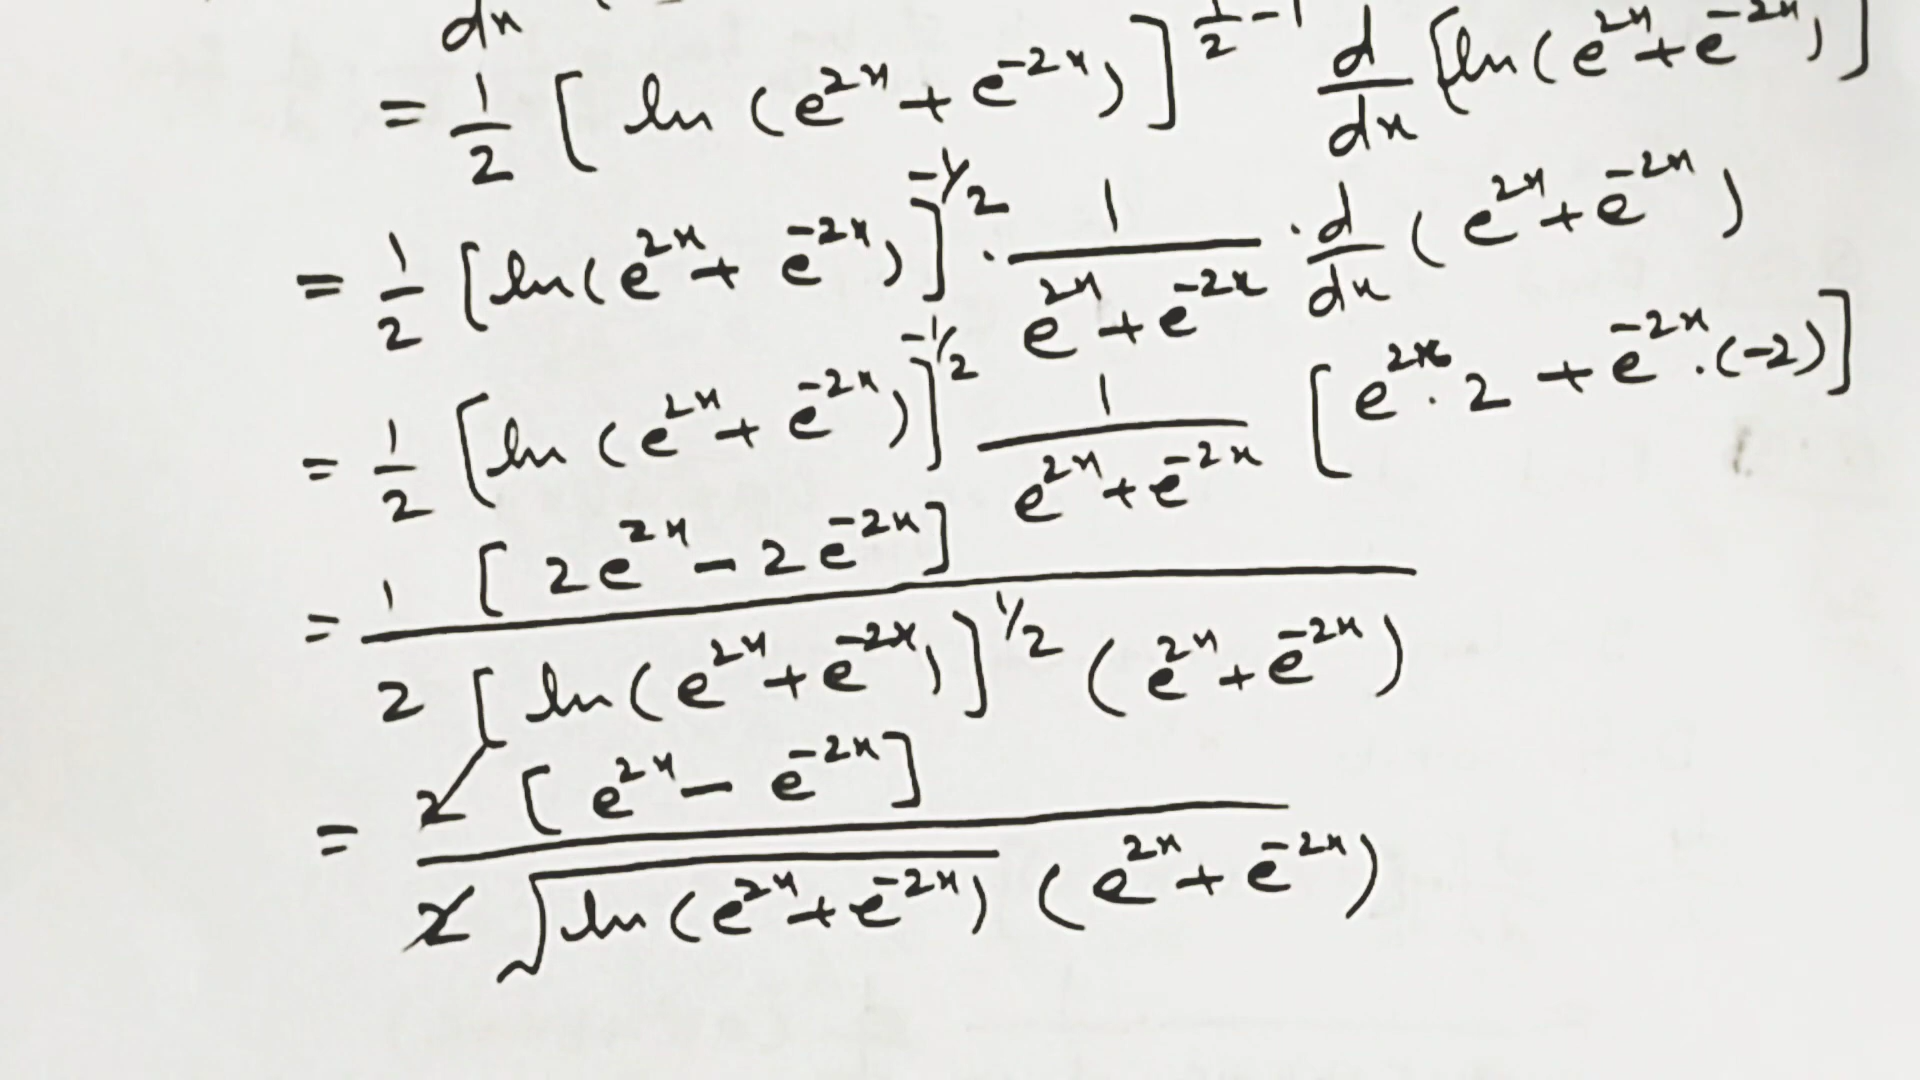 dx
= 1/2 [ ln (e^{2x} + e^{-2x}) ]^{1/2 - 1} d/dx [ln (e^{2x} + e^{-2x})]
= 1/2 [ln (e^{2x} + e^{-2x})]^{-1/2} · 1/(e^{2x} + e^{-2x}) · d/dx (e^{2x} + e^{-2x})
= 1/2 [ln (e^{2x} + e^{-2x})]^{-1/2} 1/(e^{2x} + e^{-2x}) [e^{2x} · 2 + e^{-2x} · (-2)]
= 1 [2e^{2x} - 2e^{-2x}] / 2 [ln (e^{2x} + e^{-2x})]^{1/2} (e^{2x} + e^{-2x})
= 2 [e^{2x} - e^{-2x}] / 2 √(ln (e^{2x} + e^{-2x})) (e^{2x} + e^{-2x})